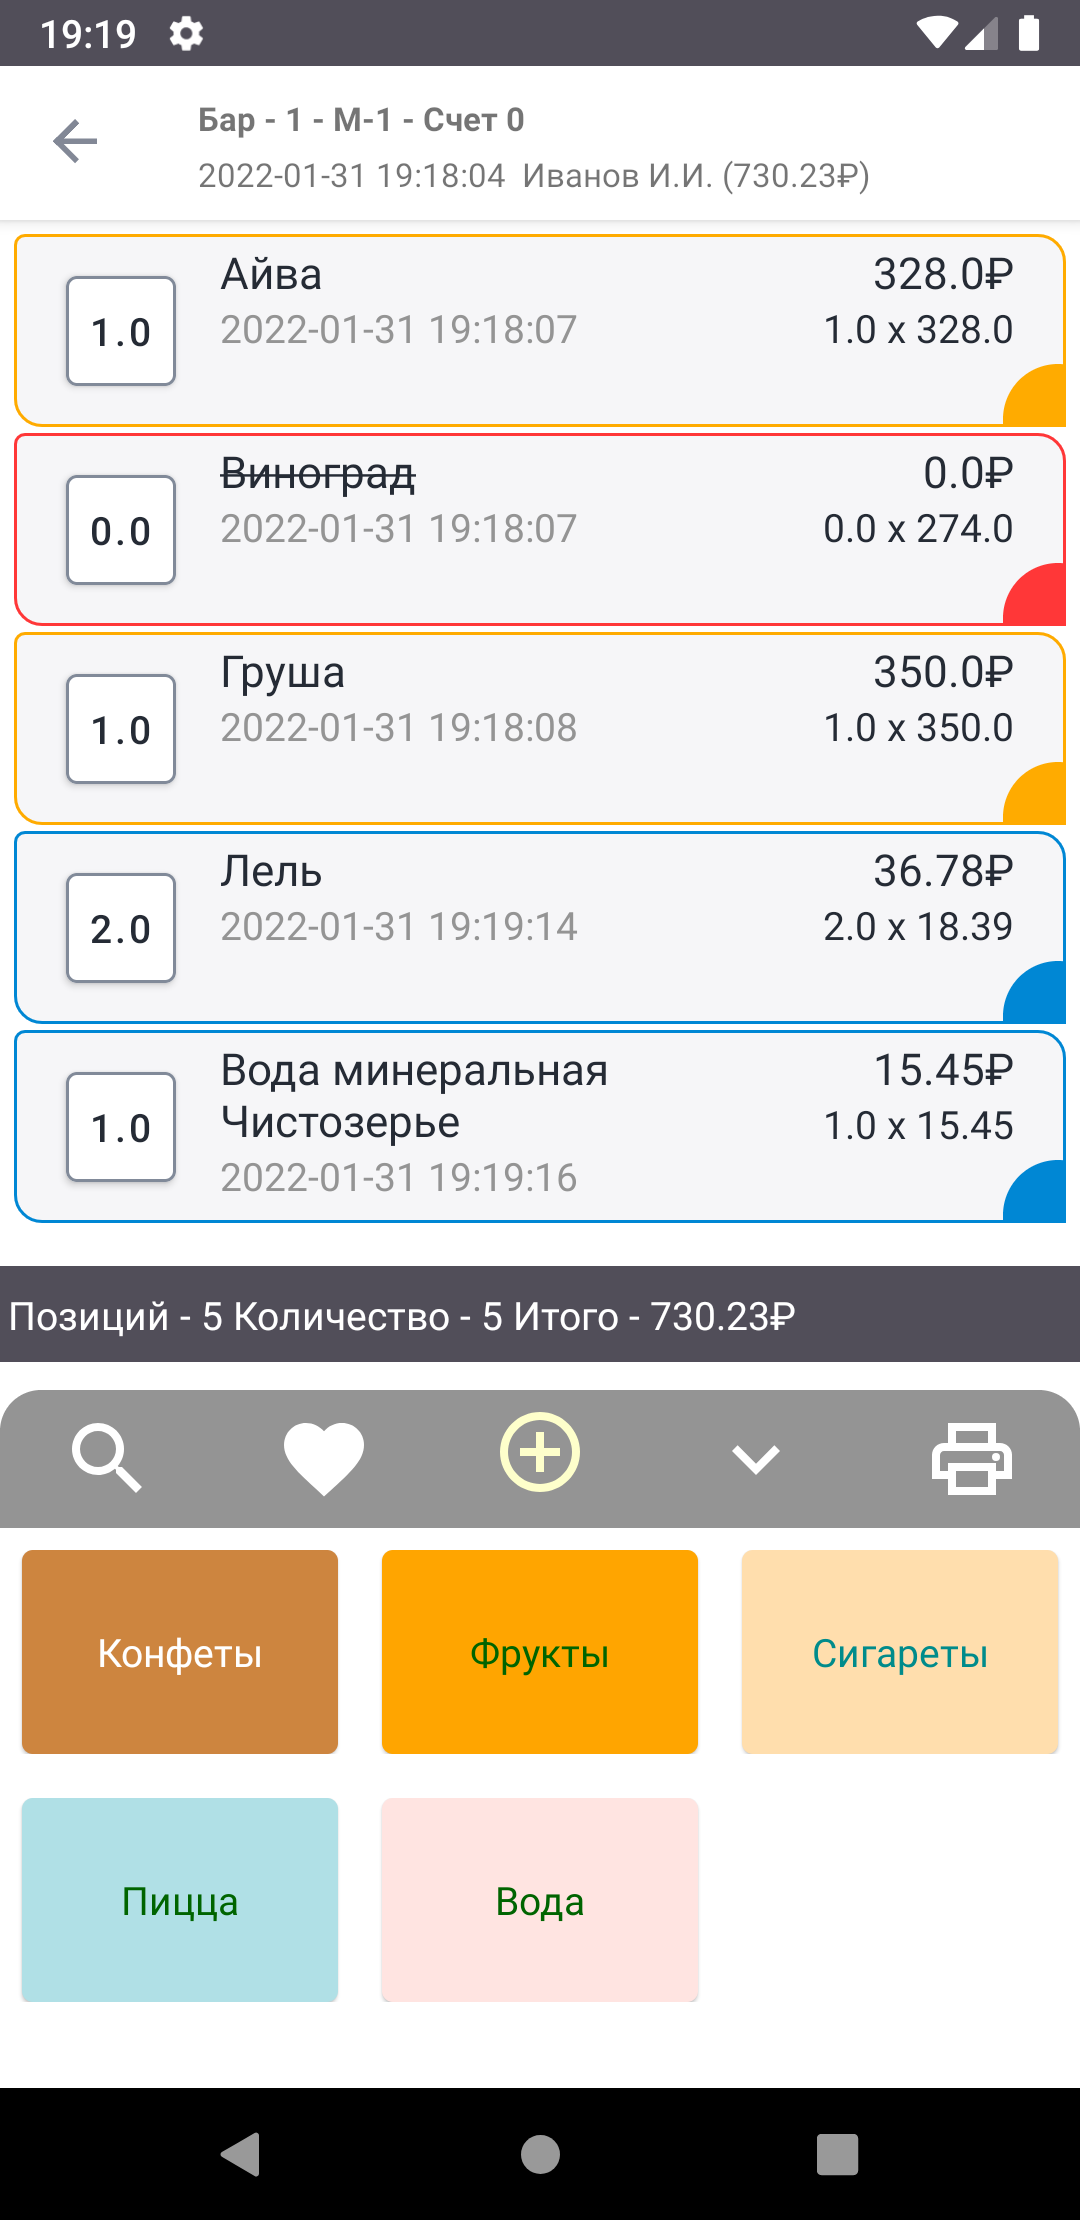 19:19
Бар - 1 - М-1 - Счет 0
2022-01-31 19:18:04 Иванов И.И. (730.23₽)
1.0
Айва
328.0₽
2022-01-31 19:18:07
1.0 x 328.0
0.0
Виноград
0.0₽
2022-01-31 19:18:07
0.0 x 274.0
1.0
Груша
350.0₽
2022-01-31 19:18:08
1.0 x 350.0
2.0
Лель
36.78₽
2022-01-31 19:19:14
2.0 x 18.39
1.0
Вода минеральная
Чистозерье
15.45₽
1.0 x 15.45
2022-01-31 19:19:16
Позиций - 5 Количество - 5 Итого - 730.23₽
Конфеты
Фрукты
Сигареты
Пицца
Вода